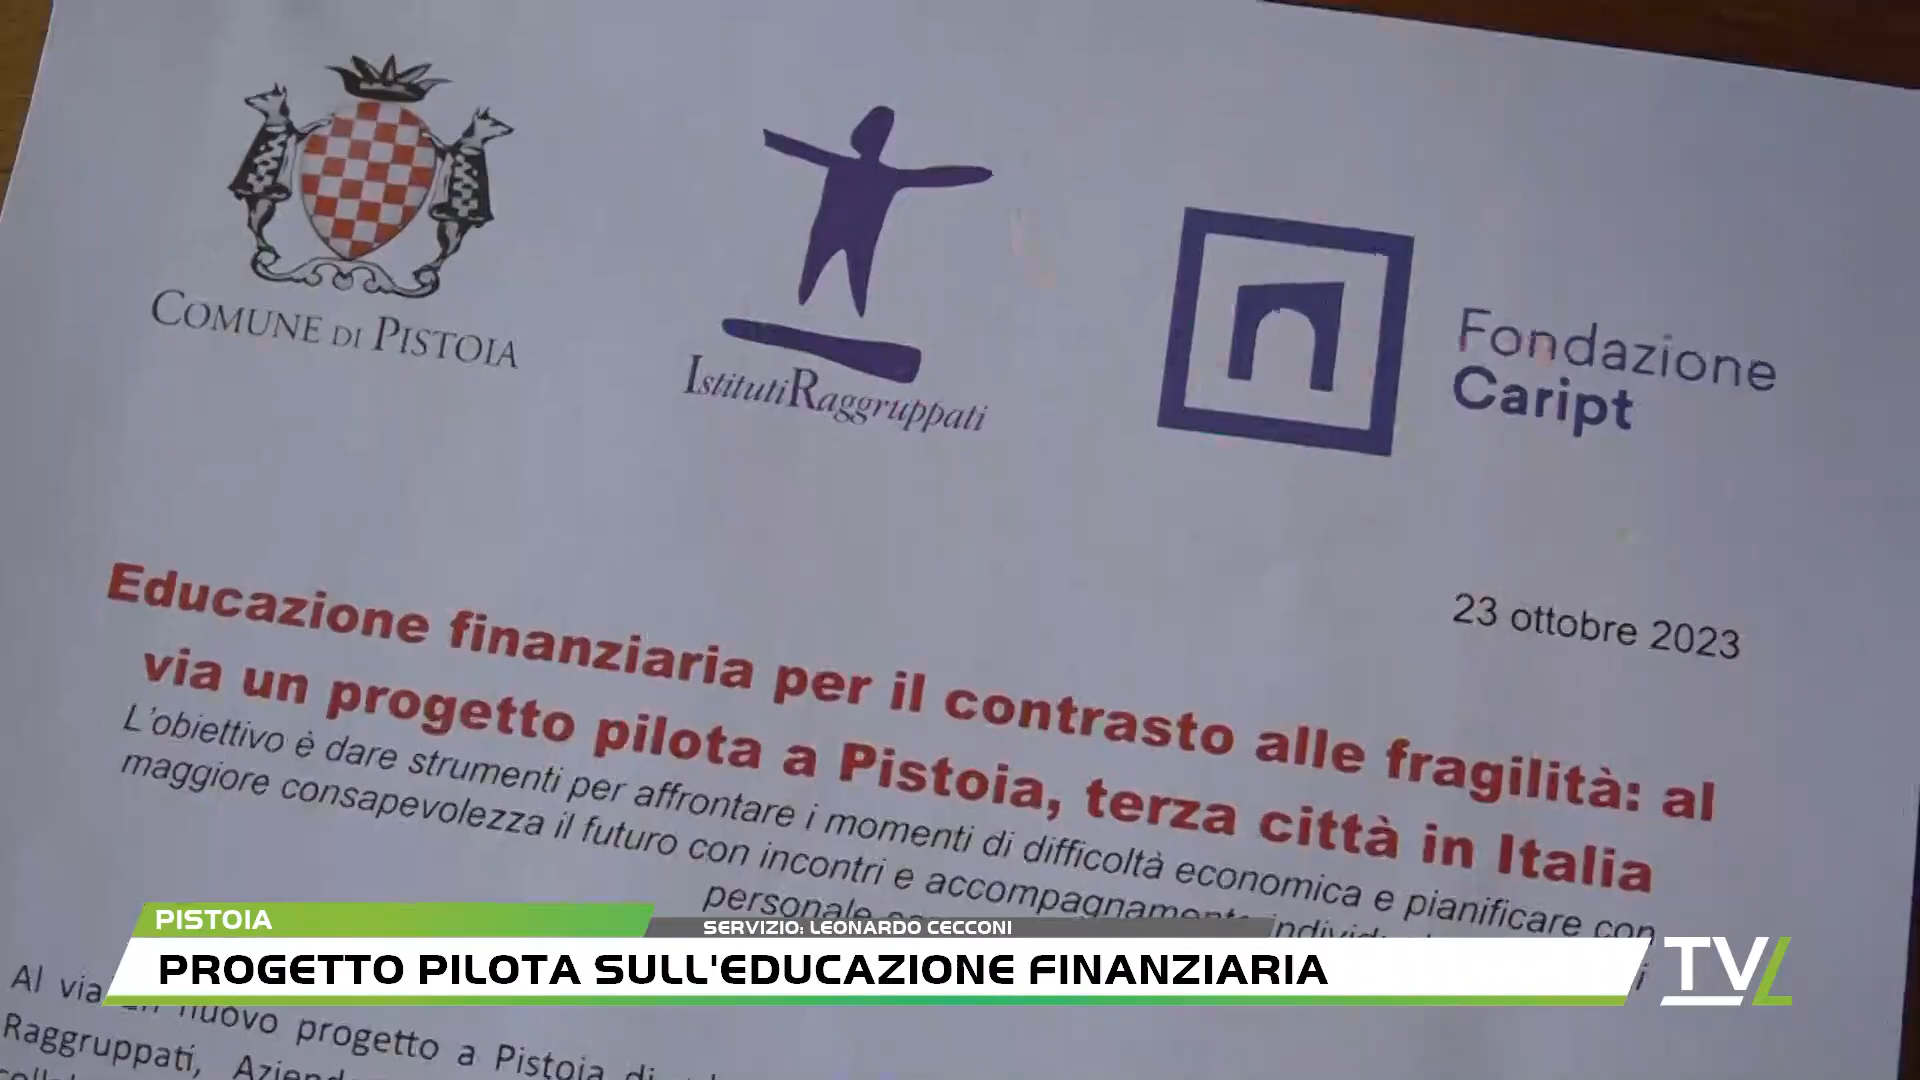 COMUNE DI PISTOIA
IstitutiRaggruppati
Fondazione
Caript
23 ottobre 2023
Educazione finanziaria per il contrasto alle fragilità: al
via un progetto pilota a Pistoia, terza città in Italia
L'obiettivo è dare strumenti per affrontare i momenti di difficoltà economica e pianificare con
maggiore consapevolezza il futuro con incontri e accompagnamento
personale
PISTOIA
SERVIZIO: LEONARDO CECCONI
PROGETTO PILOTA SULL'EDUCAZIONE FINANZIARIA
TVL
Al via un nuovo progetto a Pistoia di
Raggruppati,